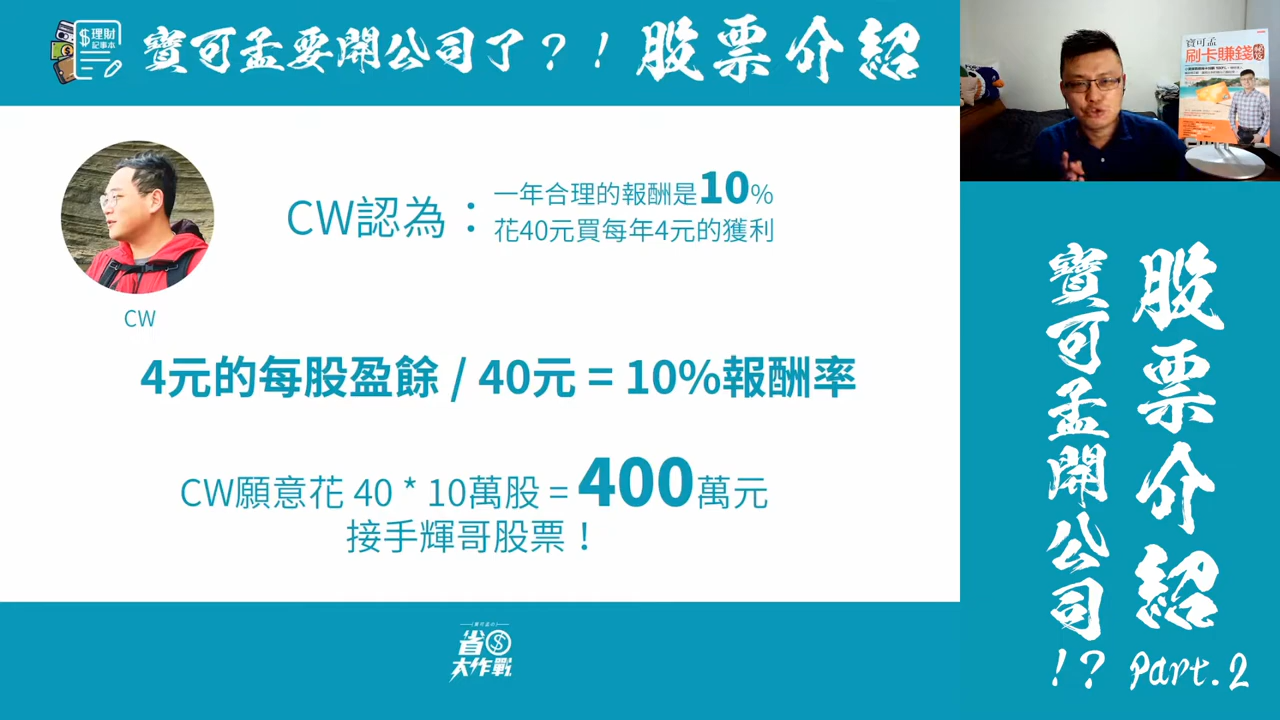 理財
記事本
寶可孟要開公司了？！股票介紹
CW認為：
一年合理的報酬是10%
花40元買每年4元的獲利
CW
4元的每股盈餘 / 40元 = 10%報酬率
CW願意花 40 * 10萬股 = 400萬元
接手輝哥股票！
省
大作戰
寶可孟
刷卡賺錢
股票介紹 Part.2
寶可孟開公司！？